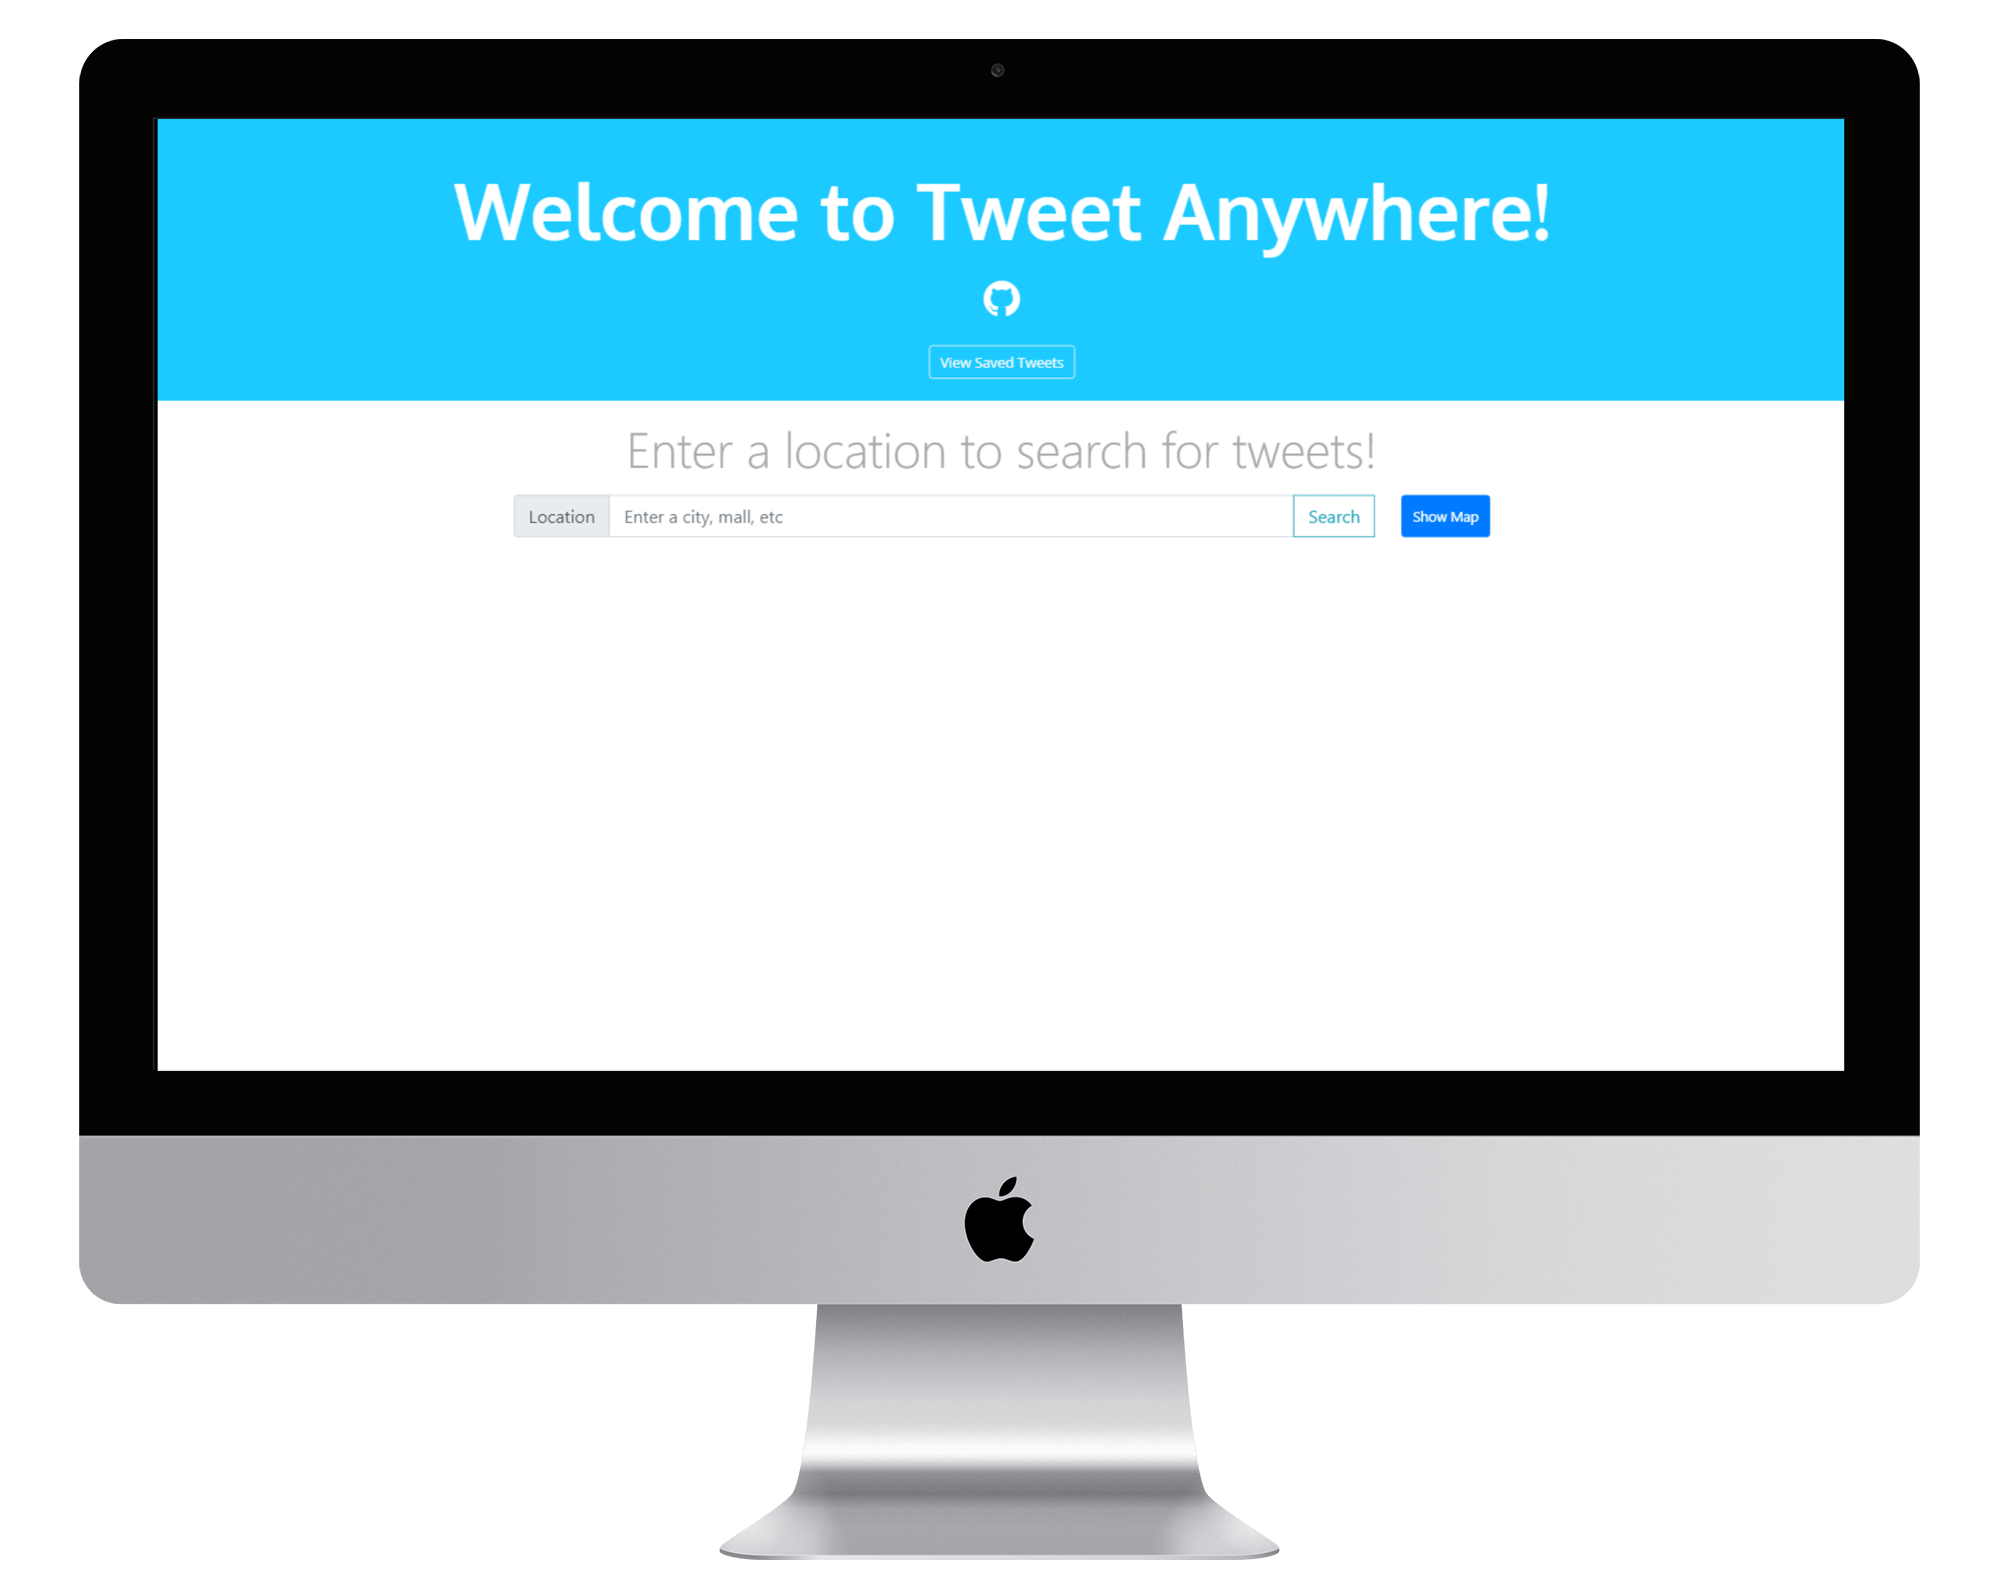 Welcome to Tweet Anywhere!
View Saved Tweets
Enter a location to search for tweets!
Location Enter a city, mall, etc Search Show Map